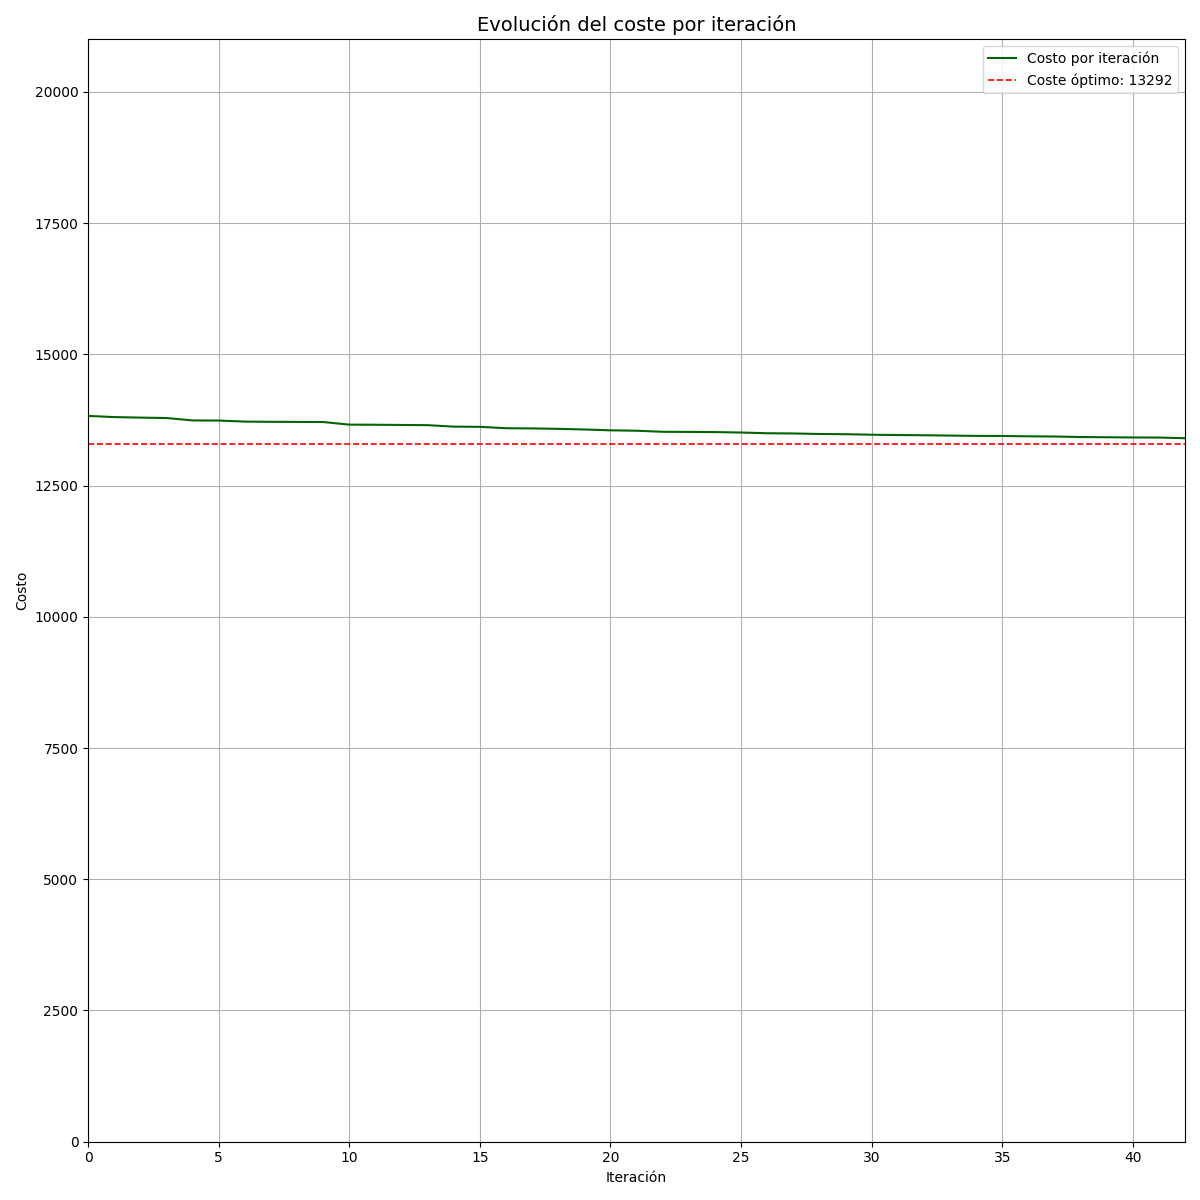 Evolución del coste por iteración
Costo por iteración
Coste óptimo: 13292
20000
17500
15000
12500
10000
7500
5000
2500
0
Costo
0 5 10 15 20 25 30 35 40
Iteración